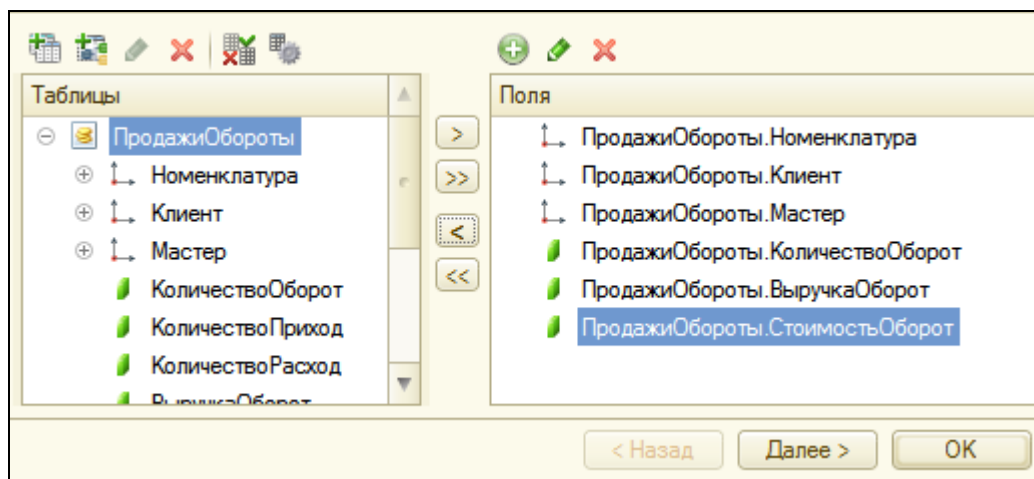 Таблицы
ПродажиОбороты
Номенклатура
Клиент
Мастер
КоличествоОборот
КоличествоПриход
КоличествоРасход
ВыручкаОборот
>
>>
<
<<
Поля
ПродажиОбороты.Номенклатура
ПродажиОбороты.Клиент
ПродажиОбороты.Мастер
ПродажиОбороты.КоличествоОборот
ПродажиОбороты.ВыручкаОборот
ПродажиОбороты.СтоимостьОборот
< Назад
Далее >
OK